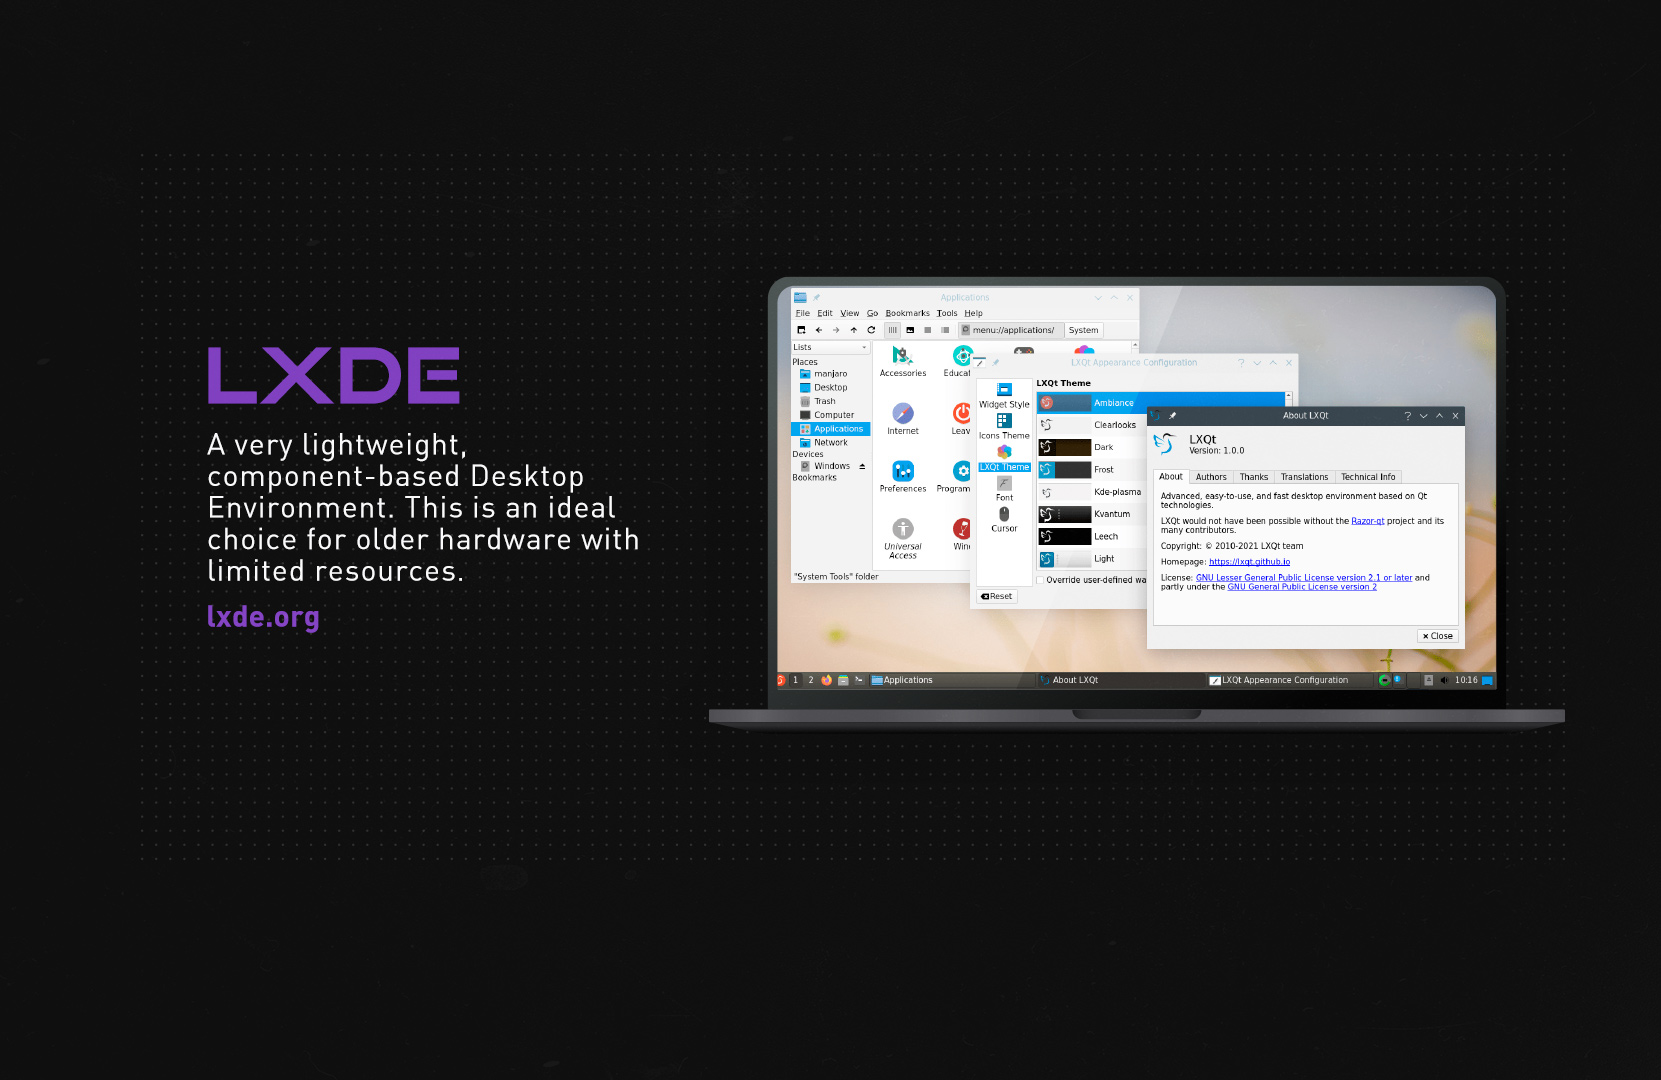 LXDE
A very lightweight,
component-based Desktop
Environment. This is an ideal
choice for older hardware with
limited resources.
lxde.org
Applications
File Edit View Go Bookmarks Tools Help
menu://applications/ System
Lists
Places
manjaro
Desktop
Trash
Computer
Applications
Network
Devices
Windows
Bookmarks
Accessories
Internet
Preferences
Universal
Access
"System Tools" folder
LXQt Appearance Configuration
Widget Style
Icons Theme
LXQt Theme
Font
Cursor
Reset
LXQt Theme
Ambiance
Clearlooks
Dark
Frost
Kde-plasma
Kvantum
Leech
Light
Override user-defined
About LXQt
LXQt
Version: 1.0.0
About Authors Thanks Translations Technical Info
Advanced, easy-to-use, and fast desktop environment based on Qt
technologies.
LXQt would not have been possible without the Razor-qt project and its
many contributors.
Copyright: © 2010-2021 LXQt team
Homepage: https://lxqt.github.io
License: GNU Lesser General Public License version 2.1 or later and
partly under the GNU General Public License version 2
Close
1 2 Applications About LXQt LXQt Appearance Configuration 10:16